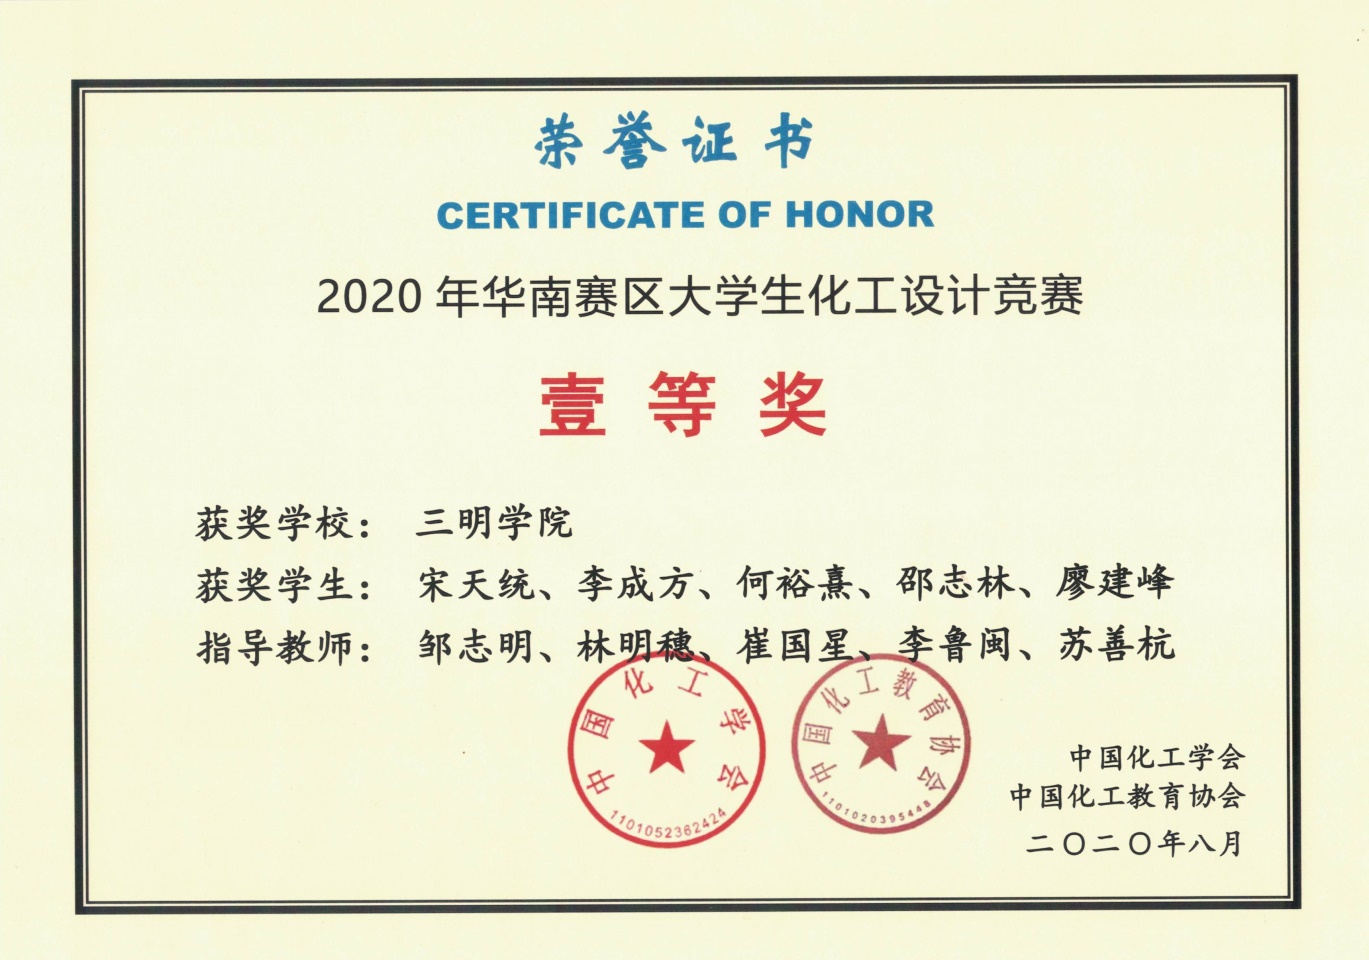 荣誉证书
CERTIFICATE OF HONOR
2020年华南赛区大学生化工设计竞赛
壹等奖
获奖学校： 三明学院
获奖学生： 宋天统、李成方、何裕熹、邵志林、廖建峰
指导教师： 邹志明、林明穗、崔国星、李鲁闽、苏善杭
中国化工学会
1101052362424
中国化工教育协会
1101020395448
中国化工学会
中国化工教育协会
二〇二〇年八月